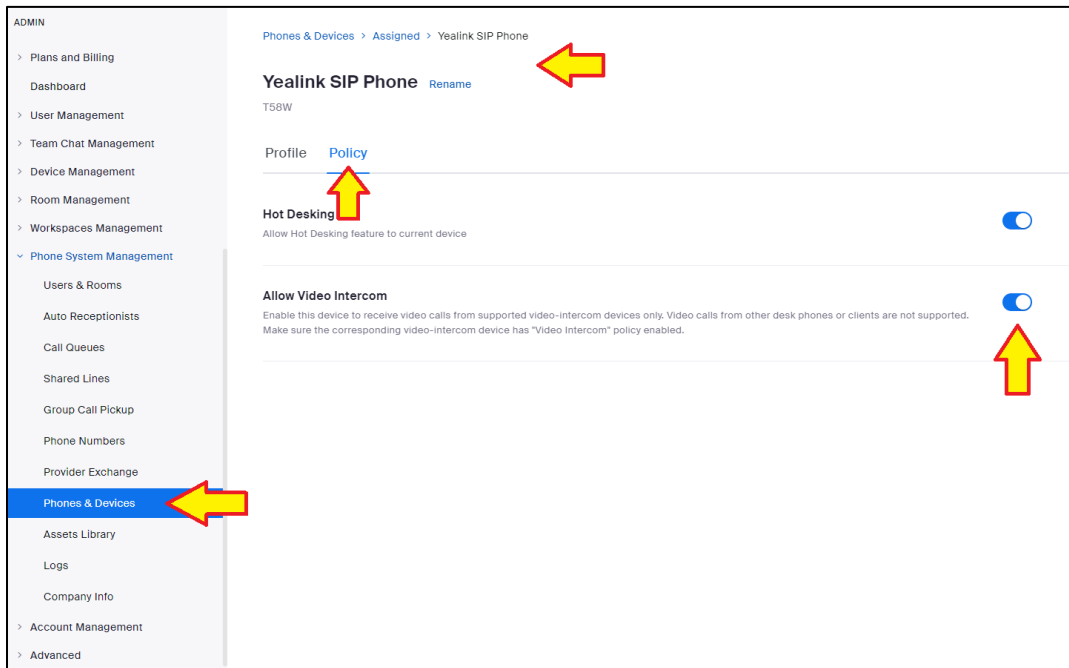 ADMIN
Plans and Billing
Dashboard
User Management
Team Chat Management
Device Management
Room Management
Workspaces Management
Phone System Management
Users & Rooms
Auto Receptionists
Call Queues
Shared Lines
Group Call Pickup
Phone Numbers
Provider Exchange
Phones & Devices
Assets Library
Logs
Company Info
Account Management
Advanced
Phones & Devices > Assigned > Yealink SIP Phone
Yealink SIP Phone Rename
T58W
Profile Policy
Hot Desking
Allow Hot Desking feature to current device
Allow Video Intercom
Enable this device to receive video calls from supported video-intercom devices only. Video calls from other desk phones or clients are not supported.
Make sure the corresponding video-intercom device has "Video Intercom" policy enabled.